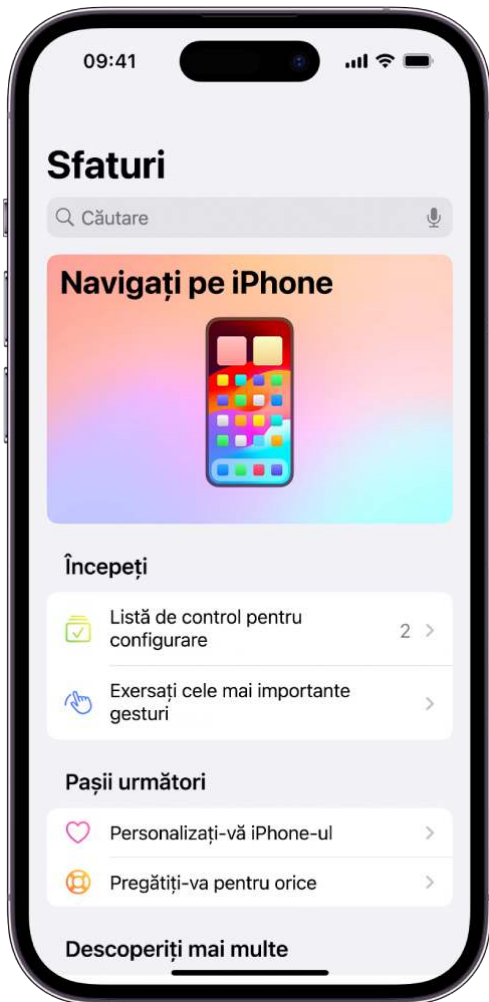 09:41
Sfaturi
Căutare
Navigați pe iPhone
Începeți
Listă de control pentru
configurare
2
Exersați cele mai importante
gesturi
Pașii următori
Personalizați-vă iPhone-ul
Pregătiți-va pentru orice
Descoperiți mai multe